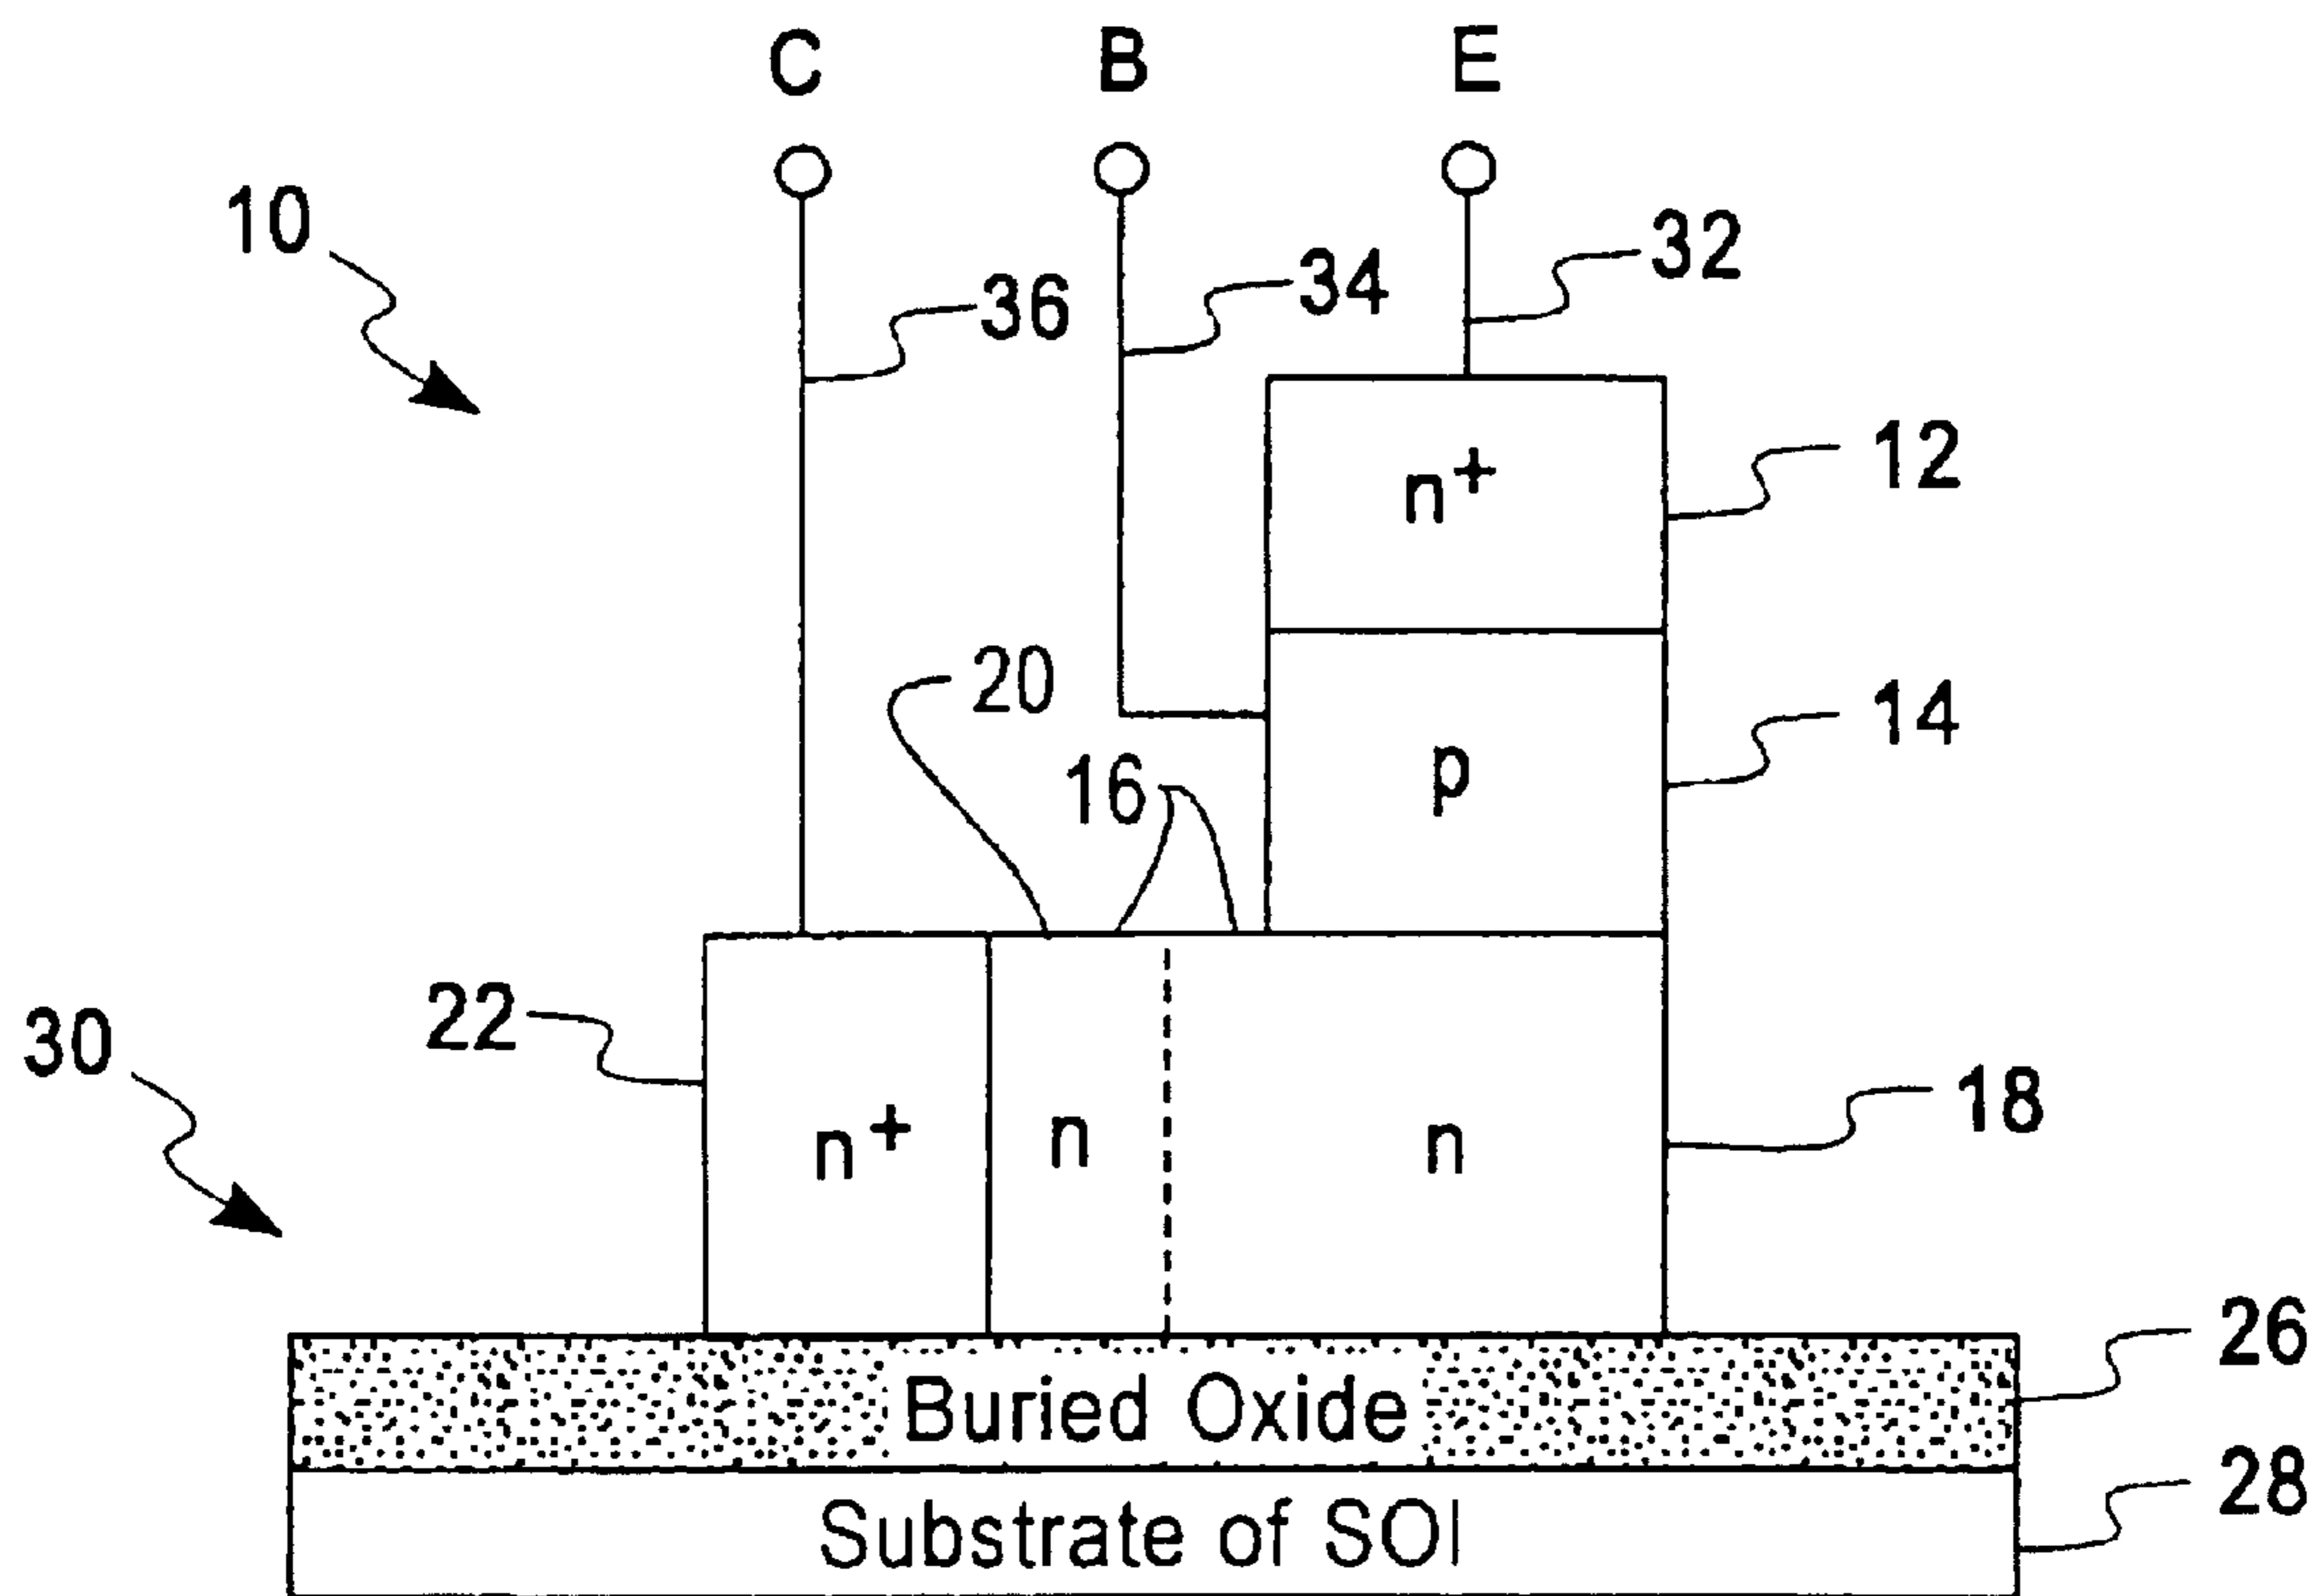 C B E
10
32
34
36
12
n+
20
14
16
p
22
30
18
n+ n n
26
Buried Oxide
28
Substrate of SOI